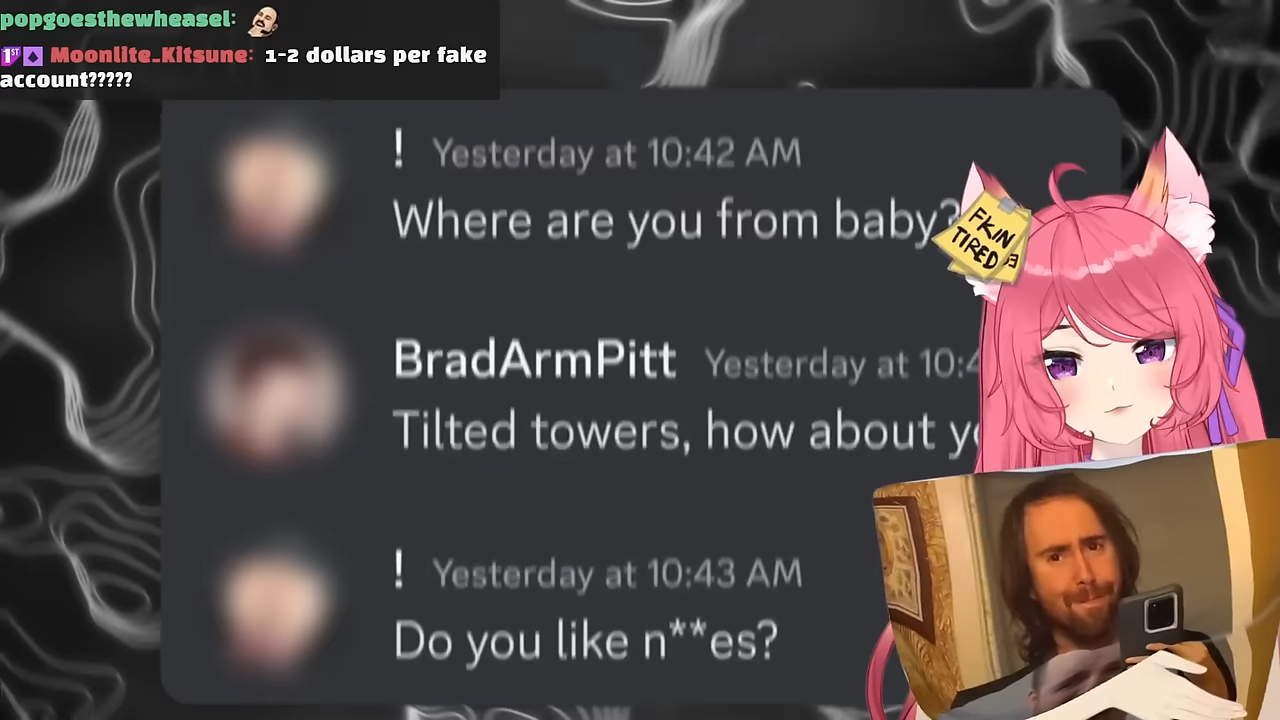 popgoesthewheasel:
1ST Moonlite_Kitsune: 1-2 dollars per fake
account?????
! Yesterday at 10:42 AM
Where are you from baby?
BradArmPitt Yesterday at 10:4
Tilted towers, how about yo
! Yesterday at 10:43 AM
Do you like n**es?
FKIN
TIRED